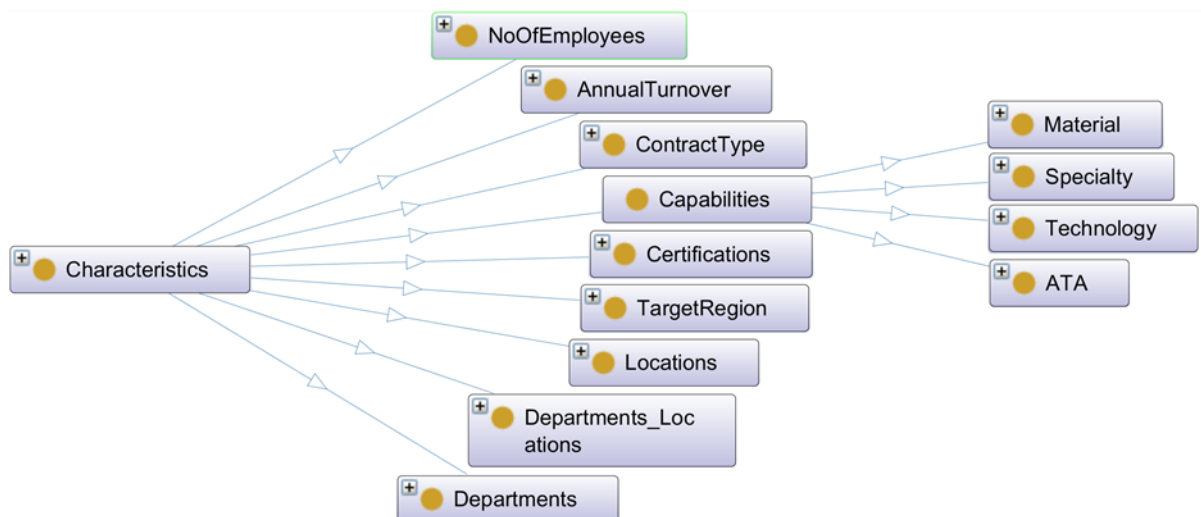 NoOfEmployees
AnnualTurnover
ContractType
Capabilities
Characteristics
Certifications
TargetRegion
Locations
Departments_Loc
ations
Departments
Material
Specialty
Technology
ATA